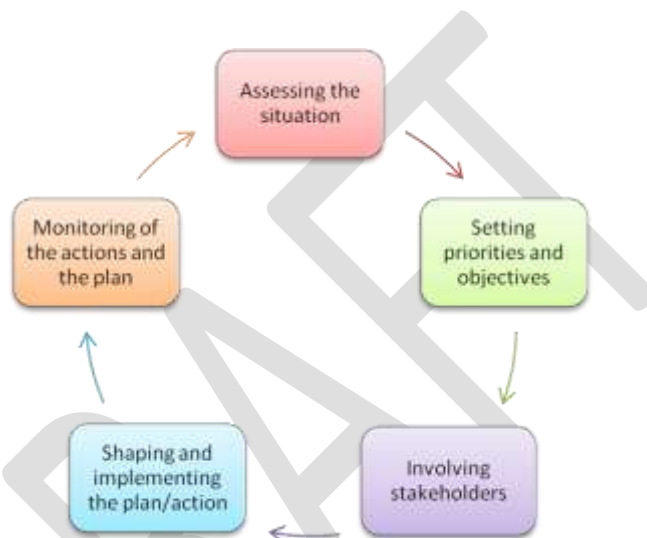 Assessing the
situation
Setting
priorities and
objectives
Involving
stakeholders
Shaping and
implementing
the plan/action
Monitoring of
the actions and
the plan